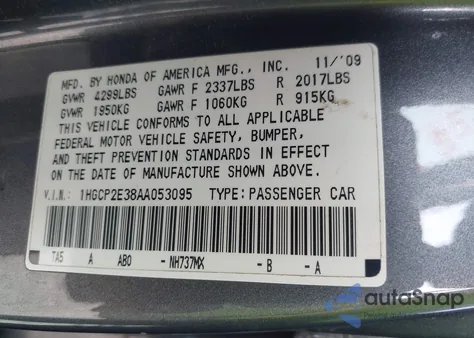 MFD. BY HONDA OF AMERICA MFG., INC. 11/'09
GVWR 4299LBS GAWR F 2337LBS R 2017LBS
GVWR 1950KG GAWR F 1060KG R 915KG
THIS VEHICLE CONFORMS TO ALL APPLICABLE
FEDERAL MOTOR VEHICLE SAFETY, BUMPER,
AND THEFT PREVENTION STANDARDS IN EFFECT
ON THE DATE OF MANUFACTURE SHOWN ABOVE.
V.I.N.: 1HGCP2E38AA053095 TYPE:PASSENGER CAR
TA5 A AB0 -NH737MX -B -A
autoSnap